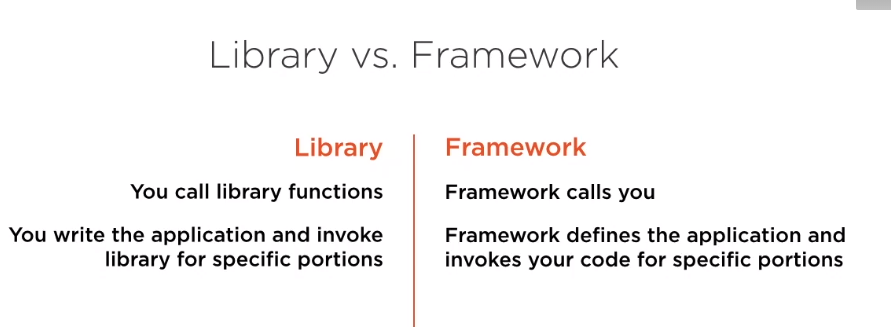 Library vs. Framework
Library
You call library functions
You write the application and invoke
library for specific portions
Framework
Framework calls you
Framework defines the application and
invokes your code for specific portions